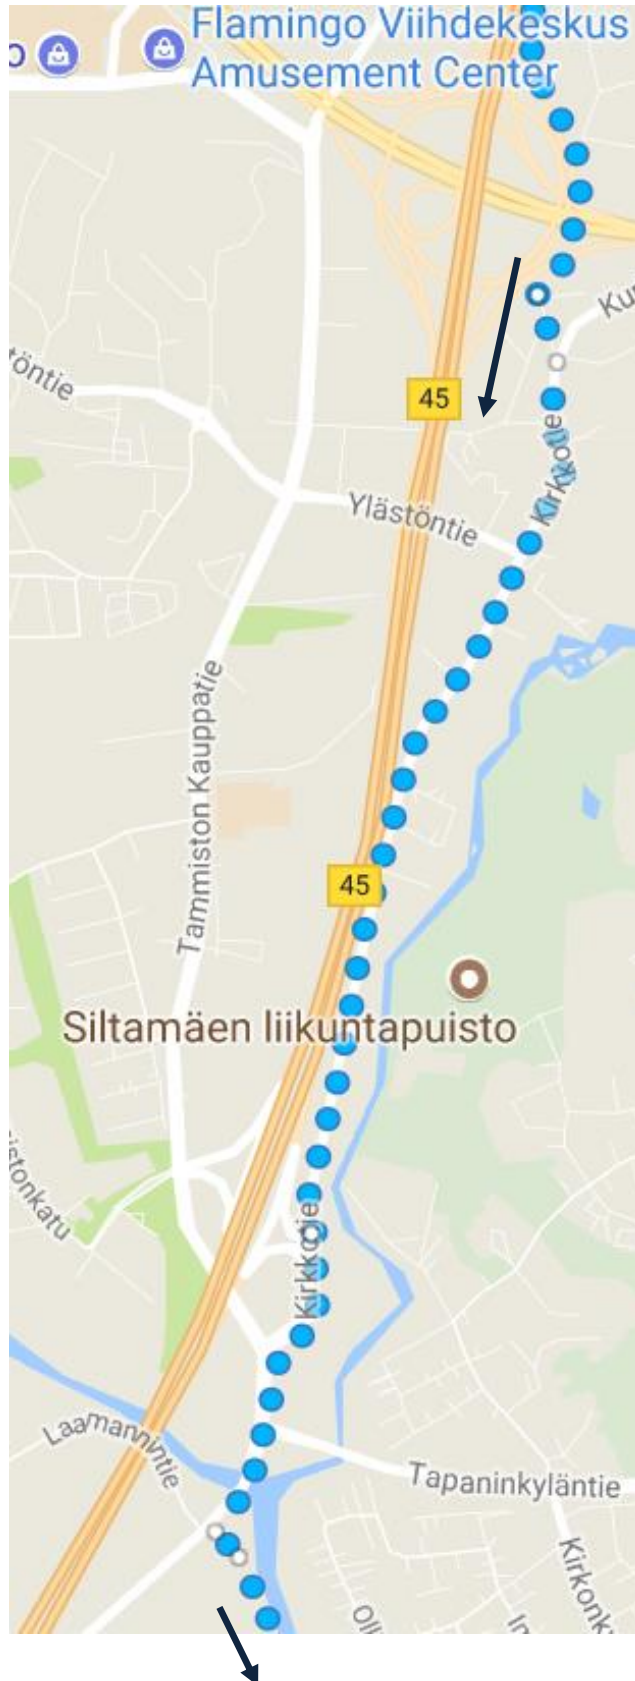 Flamingo Viihdekeskus
Amusement Center
45
Kirkkotie
Ylästöntie
Tammiston Kauppatie
45
Siltamäen liikuntapuisto
Kirkkotie
Laamannintie
Tapaninkyläntie